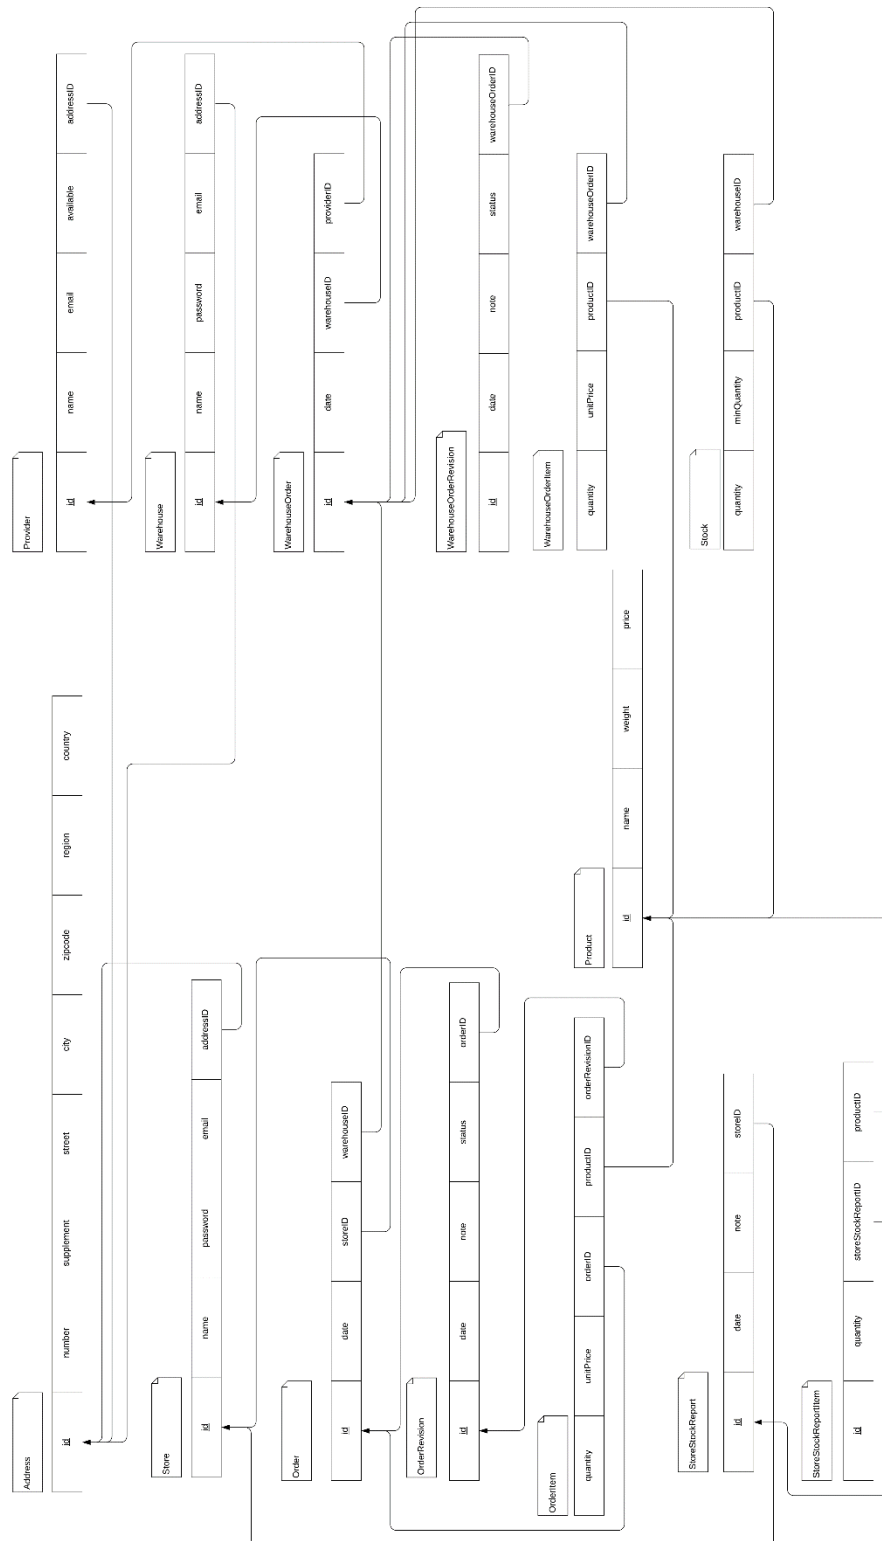 Address
id number supplement street city zipcode region country
Store
id name password email addressID
Order
id date storeID warehouseID
OrderRevision
id date note status orderID
OrderItem
quantity unitPrice orderID productID orderRevisionID
StoreStockReport
id date note storeID
StoreStockReportItem
id quantity storeStockReportID productID
Product
id name weight price
Provider
id name email available addressID
Warehouse
id name password email addressID
WarehouseOrder
id date warehouseID providerID
WarehouseOrderRevision
id date note status warehouseOrderID
WarehouseOrderItem
quantity unitPrice productID warehouseOrderID
Stock
quantity minQuantity productID warehouseID